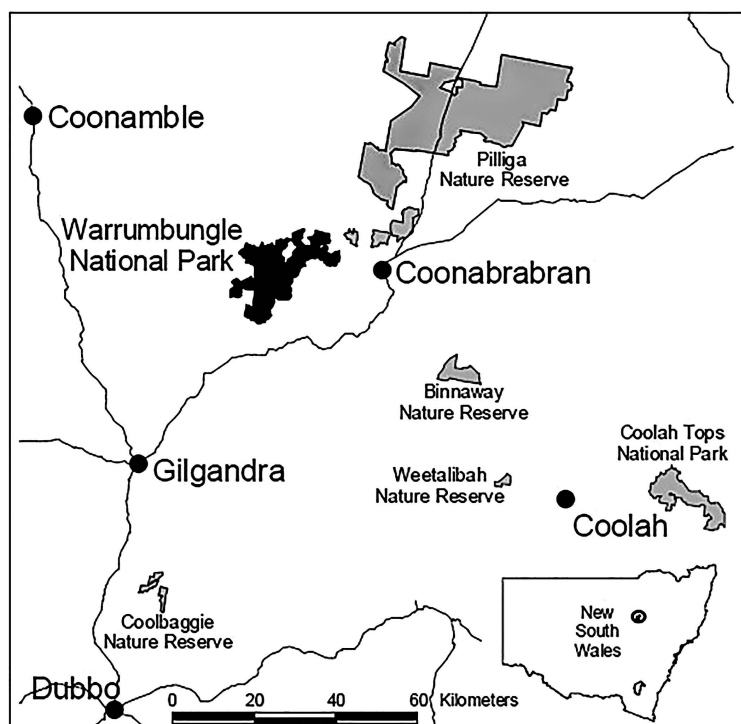 Coonamble
Pilliga
Nature Reserve
Warrumbungle
National Park
Coonabrabran
Binnaway
Nature Reserve
Coolah Tops
National Park
Gilgandra
Weetalibah
Nature Reserve
Coolah
Coolbaggie
Nature Reserve
New
South
Wales
Dubbo
0 20 40 60 Kilometers